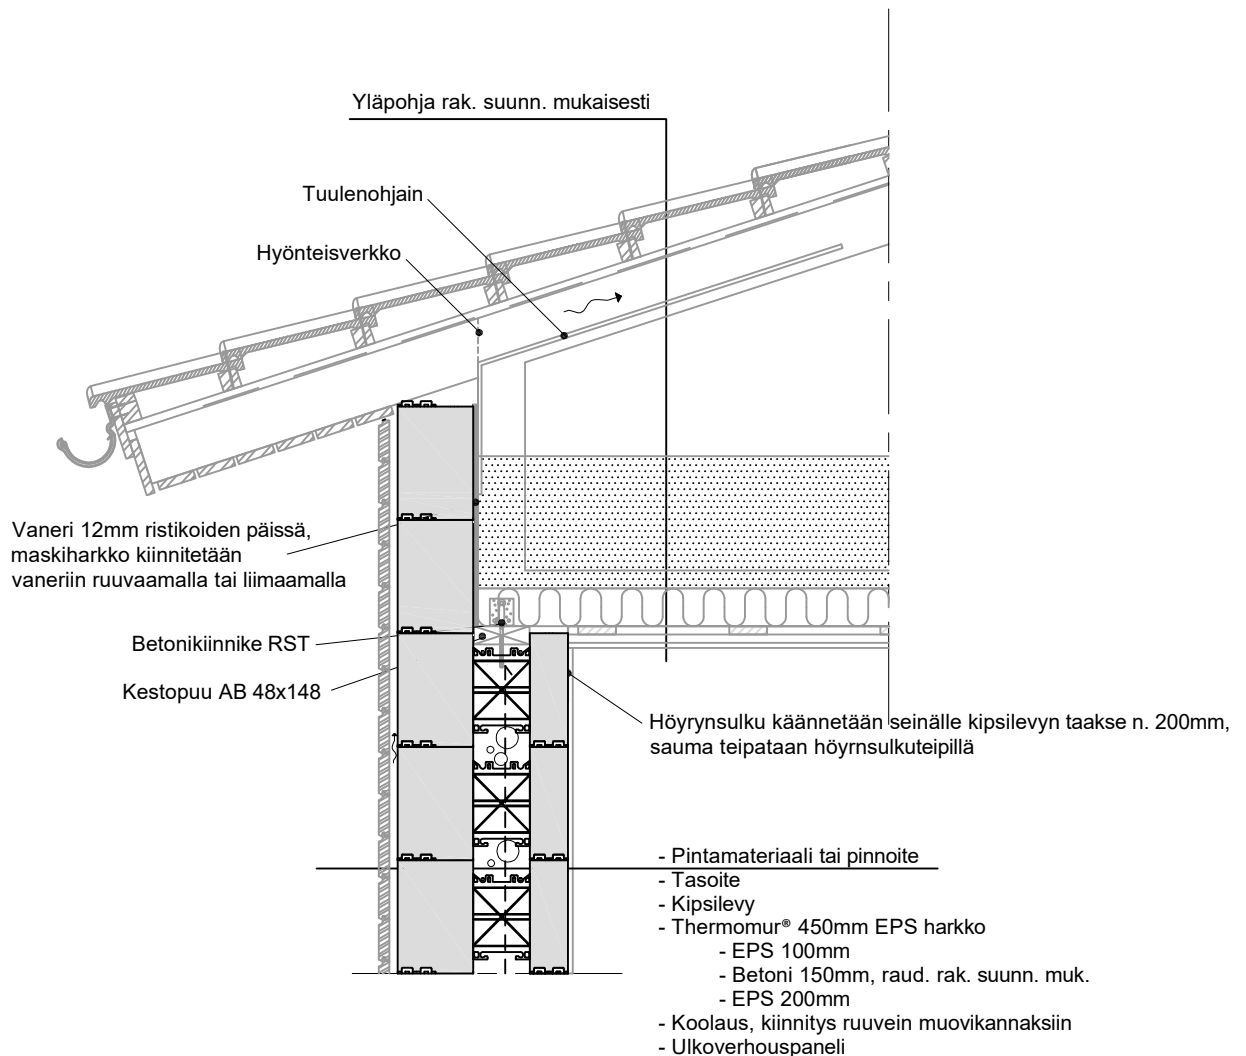 Yläpohja rak. suunn. mukaisesti
Tuulenohjain
Hyönteisverkko
Vaneri 12mm ristikoiden päissä,
maskiharkko kiinnitetään
vaneriin ruuvaamalla tai liimaamalla
Betonikiinnike RST
Kestopuu AB 48x148
Höyrynsulku käännetään seinälle kipsilevyn taakse n. 200mm,
sauma teipataan höyrnsulkuteipillä
- Pintamateriaali tai pinnoite
- Tasoite
- Kipsilevy
- Thermomur® 450mm EPS harkko
- EPS 100mm
- Betoni 150mm, raud. rak. suunn. muk.
- EPS 200mm
- Koolaus, kiinnitys ruuvein muovikannaksiin
- Ulkoverhouspaneli